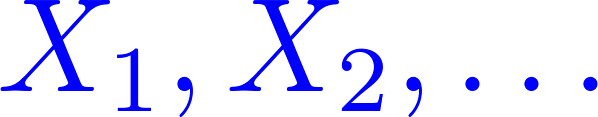 X₁, X₂, . . .